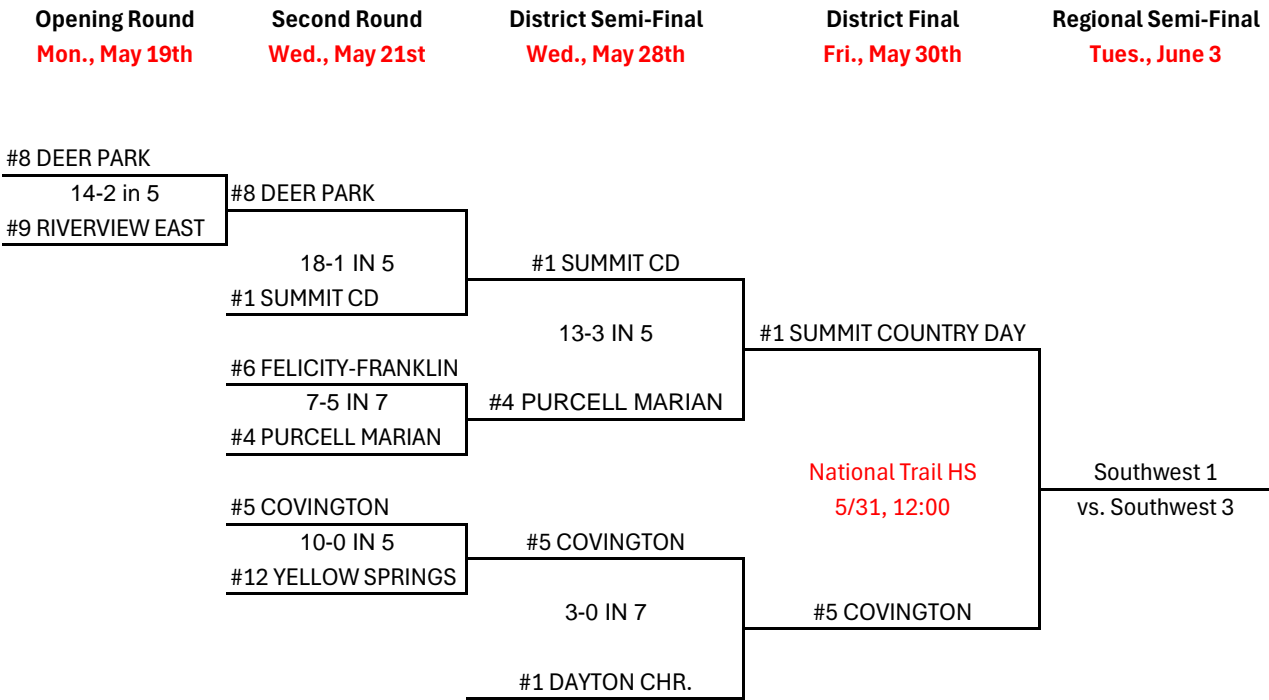 Opening Round
Second Round
District Semi-Final
District Final
Regional Semi-Final
Mon., May 19th
Wed., May 21st
Wed., May 28th
Fri., May 30th
Tues., June 3
#8 DEER PARK
14-2 in 5
#9 RIVERVIEW EAST
#8 DEER PARK
18-1 IN 5
#1 SUMMIT CD
#6 FELICITY-FRANKLIN
7-5 IN 7
#4 PURCELL MARIAN
#5 COVINGTON
10-0 IN 5
#12 YELLOW SPRINGS
#1 SUMMIT CD
13-3 IN 5
#4 PURCELL MARIAN
#5 COVINGTON
3-0 IN 7
#1 DAYTON CHR.
#1 SUMMIT COUNTRY DAY
National Trail HS
5/31, 12:00
#5 COVINGTON
Southwest 1
vs. Southwest 3